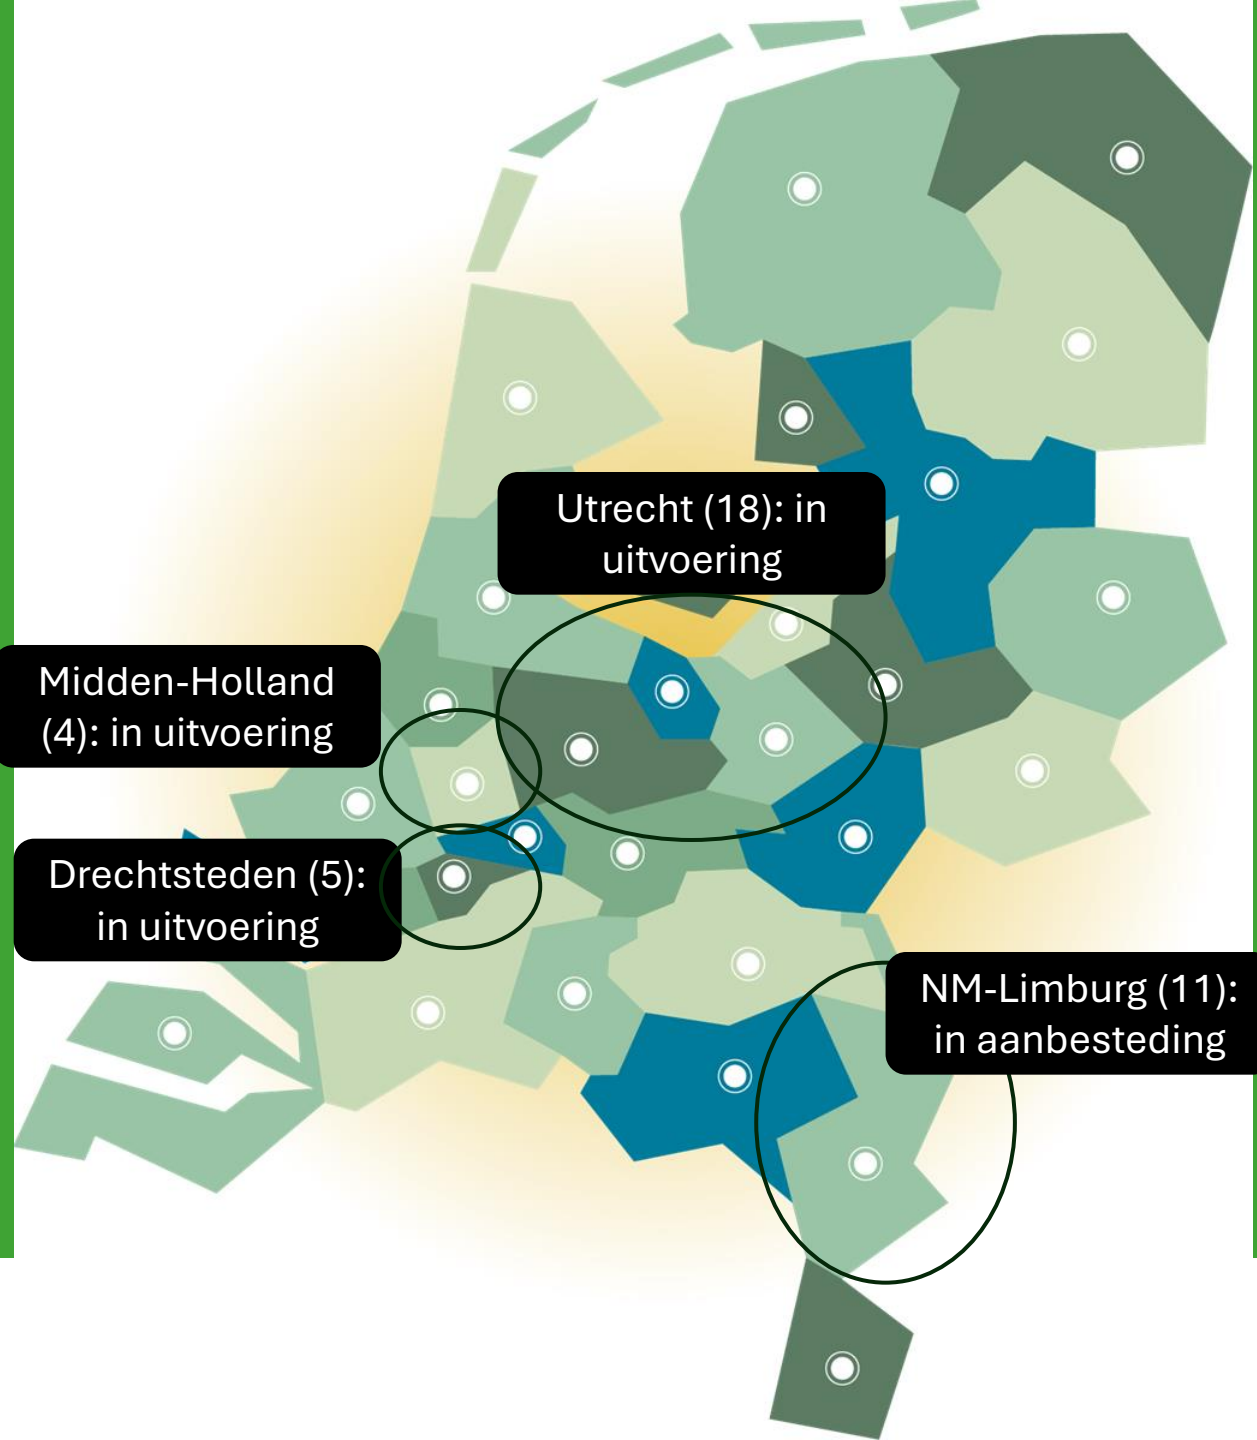 Utrecht (18): in
uitvoering
Midden-Holland
(4): in uitvoering
Drechtsteden (5):
in uitvoering
NM-Limburg (11):
in aanbesteding